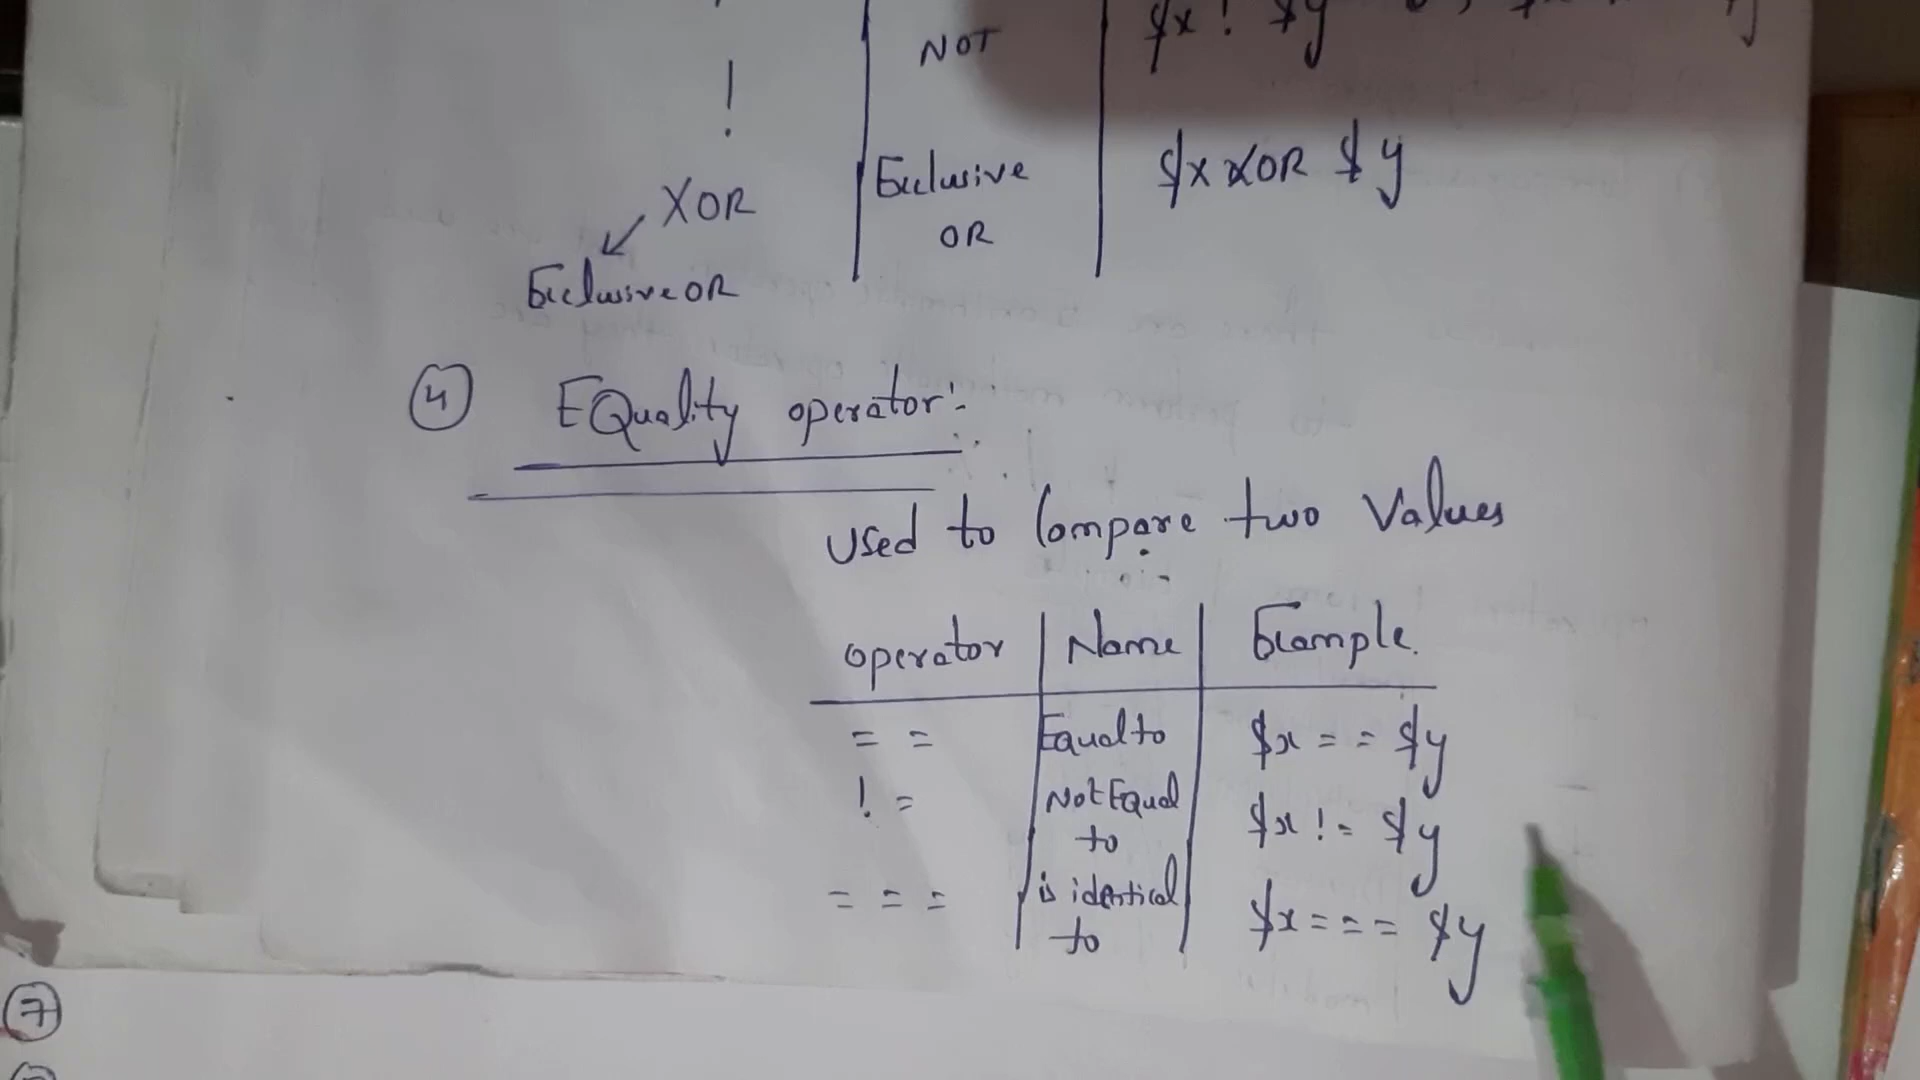 NOT $x ! $y
!
XOR Exclusive OR $x XOR $y
Exclusive OR
4 EQuality operator:-
Used to Compare two Values
operator Name Example.
== Equal to $x == $y
!= Not Equal to $x != $y
=== is identical to $x === $y
7